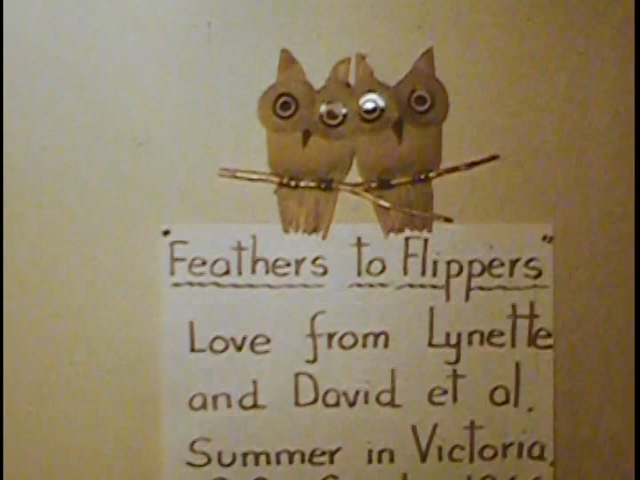 "Feathers to Flippers"
Love from Lynette
and David et al.
Summer in Victoria,